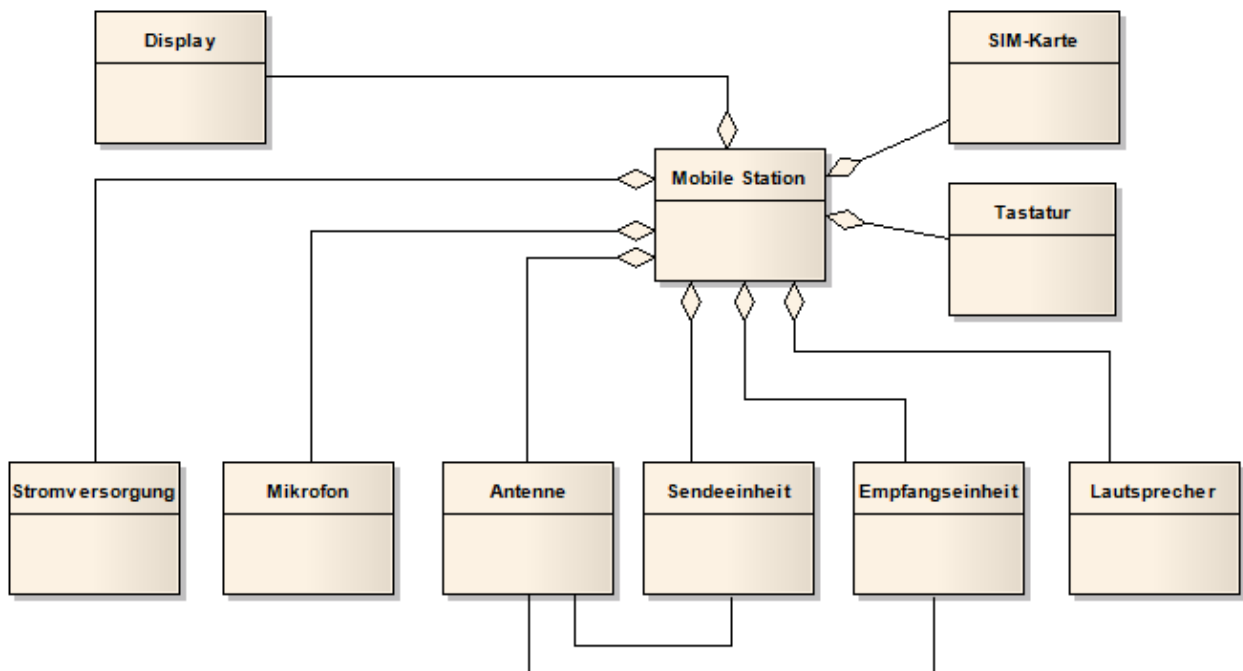 Display
SIM-Karte
Mobile Station
Tastatur
Stromversorgung
Mikrofon
Antenne
Sendeeinheit
Empfangseinheit
Lautsprecher